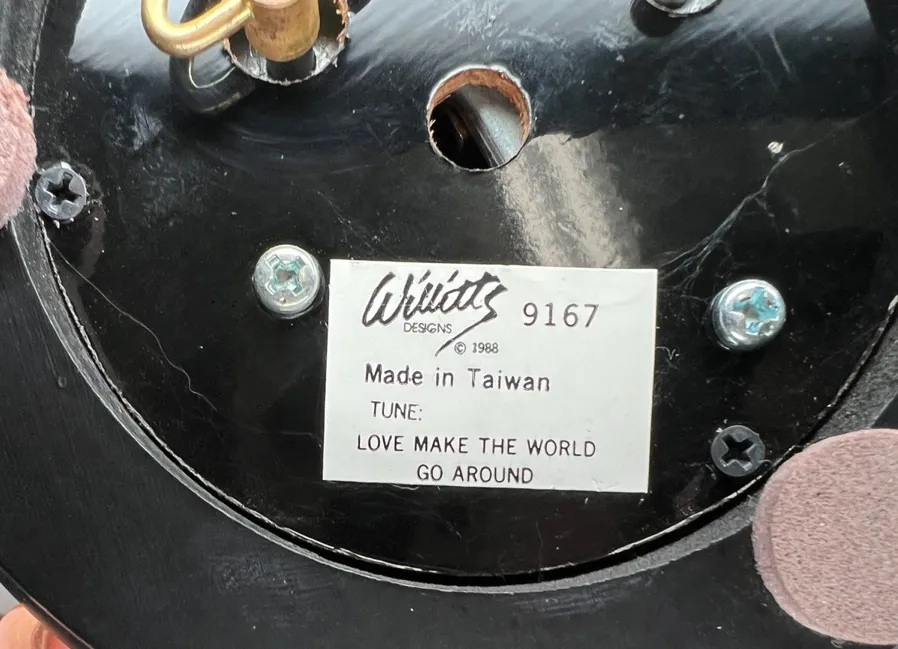 Willitts 9167
DESIGNS
© 1988
Made in Taiwan
TUNE:
LOVE MAKE THE WORLD
GO AROUND